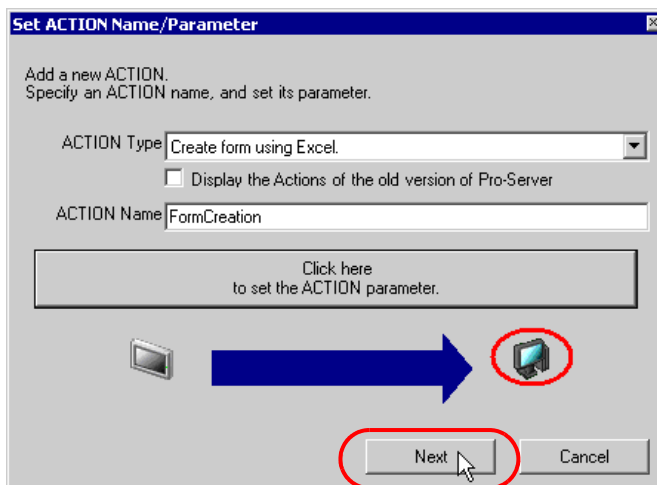 Set ACTION Name/Parameter
Add a new ACTION.
Specify an ACTION name, and set its parameter.
ACTION Type Create form using Excel.
Display the Actions of the old version of Pro-Server
ACTION Name FormCreation
Click here
to set the ACTION parameter.
Next Cancel